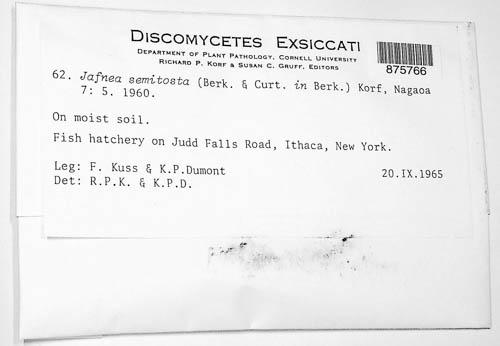 DISCOMYCETES EXSICCATI
DEPARTMENT OF PLANT PATHOLOGY, CORNELL UNIVERSITY
RICHARD P. KORF & SUSAN C. GRUFF, EDITORS
875766
62. Jafnea semitosta (Berk. & Curt. in Berk.) Korf, Nagaoa
7: 5. 1960.
On moist soil.
Fish hatchery on Judd Falls Road, Ithaca, New York.
Leg: F. Kuss & K.P.Dumont 20.IX.1965
Det: R.P.K. & K.P.D.